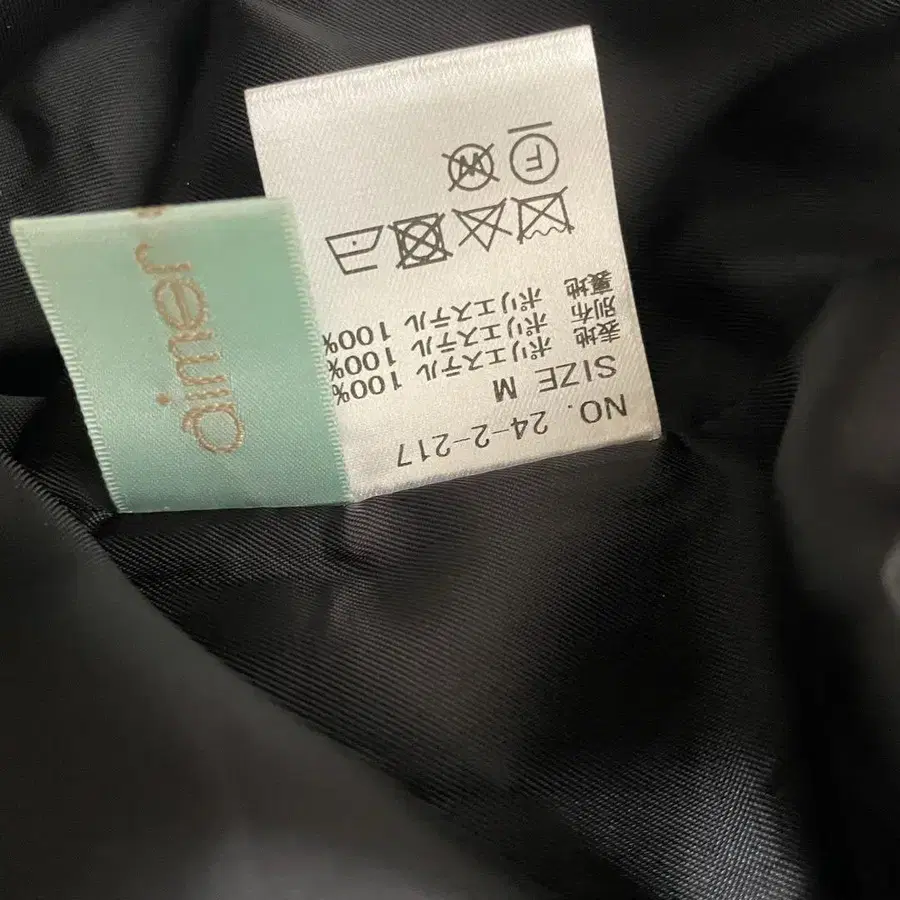 aimer
NO. 24-2-217
SIZE M
表地 ポリエステル 100%
別布 ポリエステル 100%
裏地 ポリエステル 100%
F
W